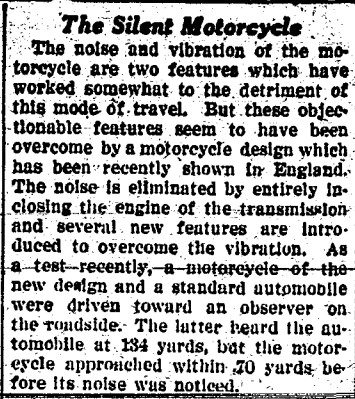 The Silent Motorcycle
The noise and vibration of the mo-
torcycle are two features which have
worked somewhat to the detriment of
this mode of travel. But these objec-
tionable features seem to have been
overcome by a motorcycle design which
has been recently shown in England.
The noise is eliminated by entirely in-
closing the engine of the transmission
and several new features are intro-
duced to overcome the vibration. As
a test recently, a motorcycle of the
new design and a standard automobile
were driven toward an observer on
the roadside. The latter heard the au-
tomobile at 134 yards, but the motor-
cycle approached within 70 yards be-
fore its noise was noticed.